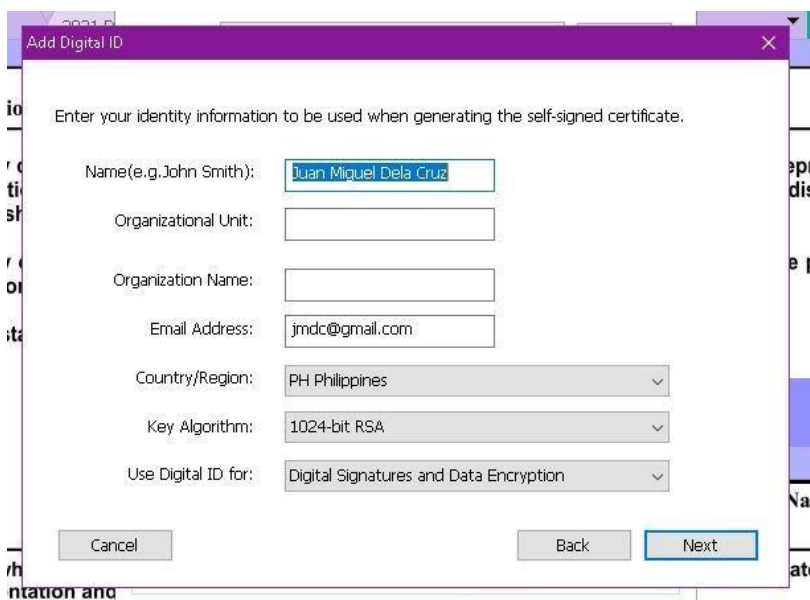 Add Digital ID
Enter your identity information to be used when generating the self-signed certificate.
Name(e.g.John Smith): Juan Miguel Dela Cruz
Organizational Unit:
Organization Name:
Email Address: jmdc@gmail.com
Country/Region: PH Philippines
Key Algorithm: 1024-bit RSA
Use Digital ID for: Digital Signatures and Data Encryption
Cancel Back Next